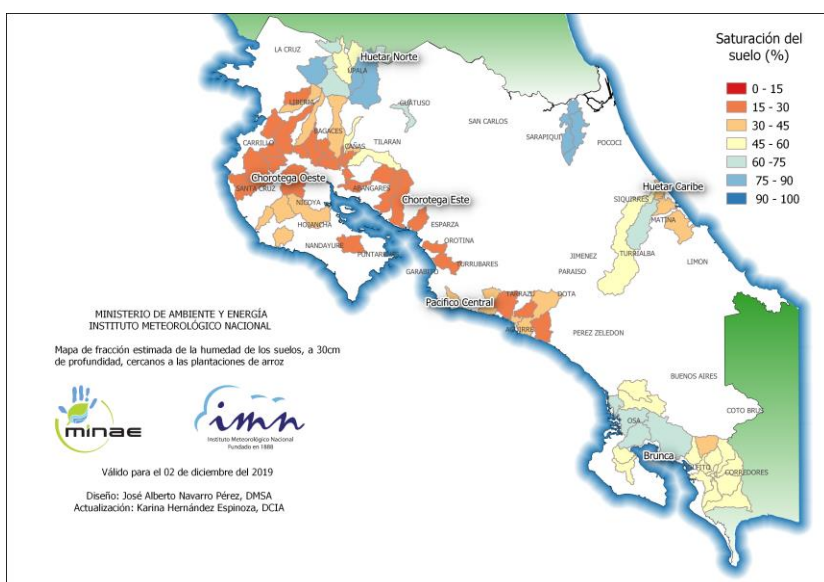 Saturación del
suelo (%)
0 - 15
15 - 30
30 - 45
45 - 60
60 -75
75 - 90
90 - 100
LA CRUZ
Huetar Norte
UPALA
LIBERIA
GUATUSO
BAGACES
CARRILLO
CAÑAS
TILARAN
SAN CARLOS
SARAPIQUI
POCOCI
Chorotega Oeste
SANTA CRUZ
ABANGARES
Chorotega Este
NICOYA
HOJANCHA
ESPARZA
NANDAYURE
PUNTAR
OROTINA
GARABITO
TURRUBARES
Huetar Caribe
SIQUIRRES
MATINA
JIMENEZ
TURRIALBA
LIMON
PARAISO
Pacifico Central
TARRAZU
DOTA
AGUIRRE
PEREZ ZELEDON
BUENOS AIRES
COTO BRUS
OSA
Brunca
CORREDORES
MINISTERIO DE AMBIENTE Y ENERGÍA
INSTITUTO METEOROLÓGICO NACIONAL
Mapa de fracción estimada de la humedad de los suelos, a 30cm
de profundidad, cercanos a las plantaciones de arroz
minae
imn
Instituto Meteorológico Nacional
Fundado en 1888
Válido para el 02 de diciembre del 2019
Diseño: José Alberto Navarro Pérez, DMSA
Actualización: Karina Hernández Espinoza, DCIA